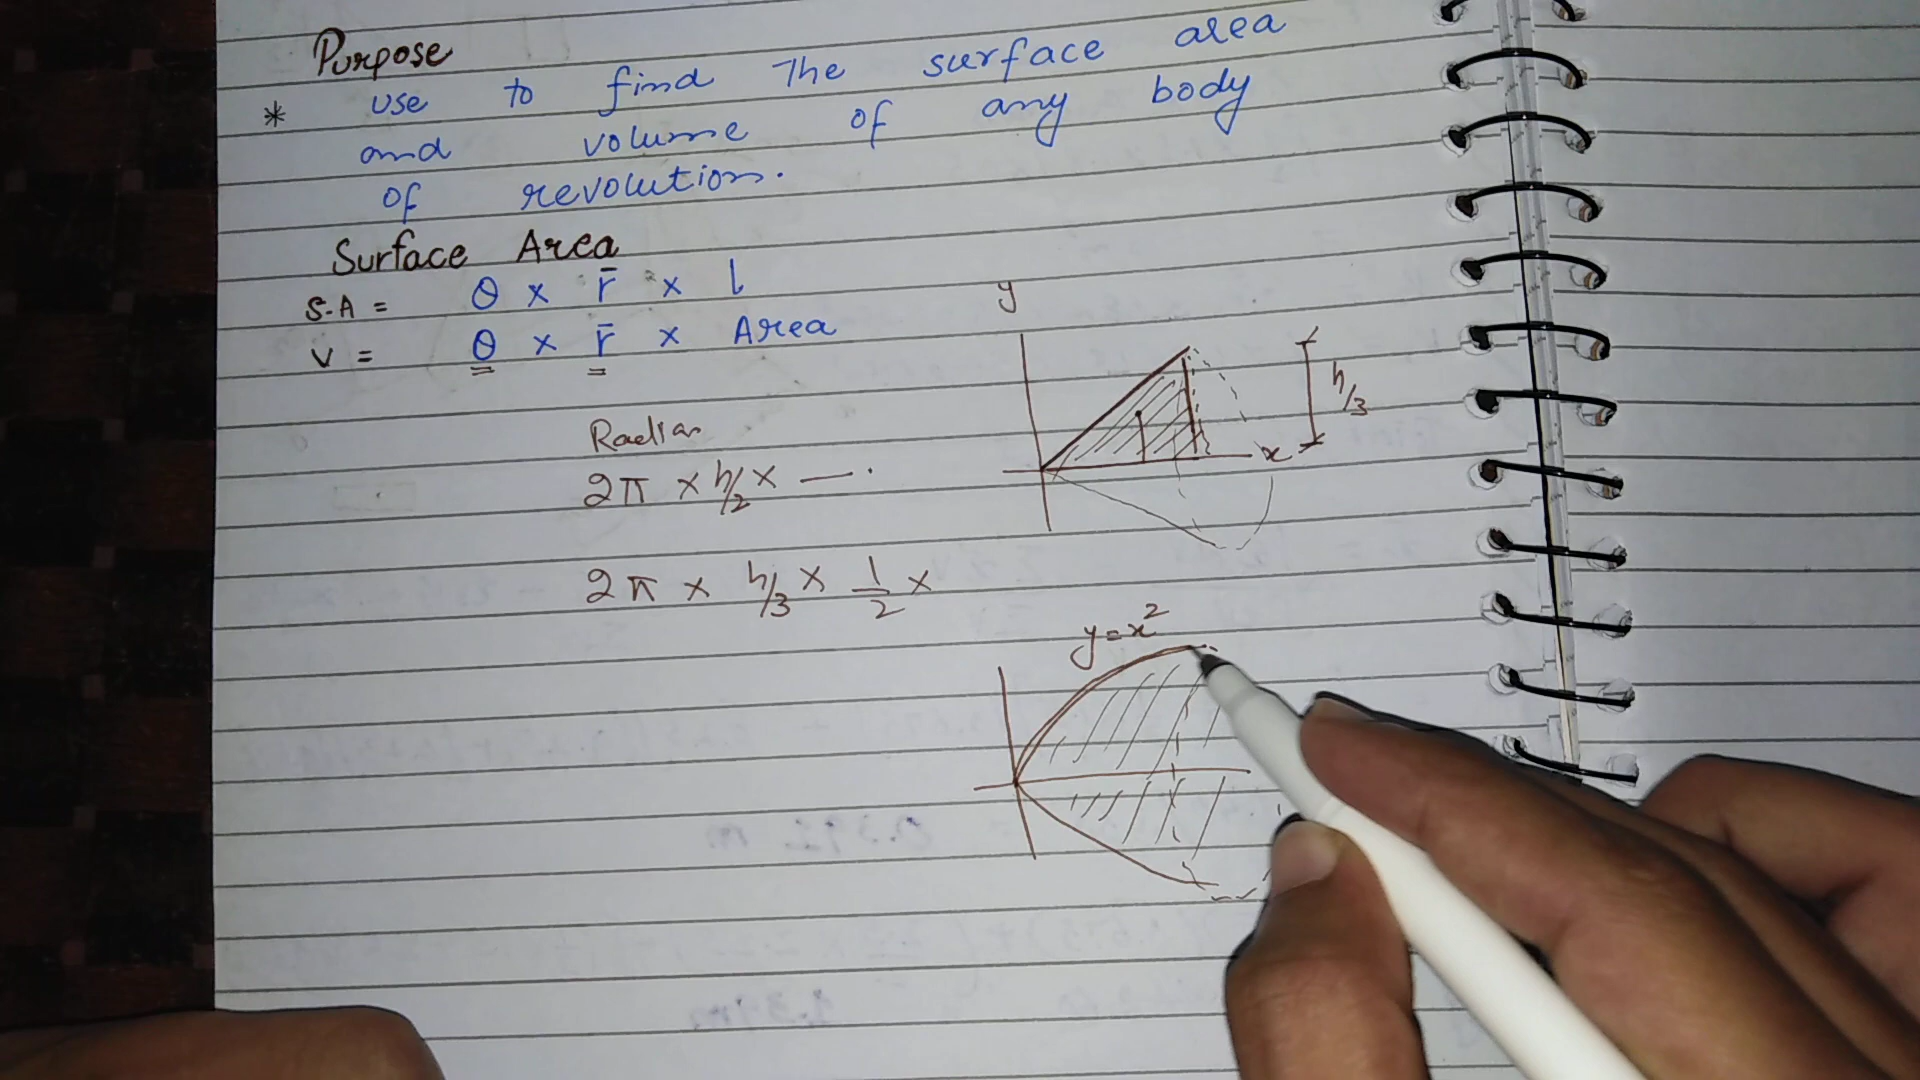 Purpose
* use to find The surface area
and volume of any body
of revolution.
Surface Area
S.A = θ x r̄ x l
V = θ x r̄ x Area
Radian
2π x h/2 x — .
2π x h/3 x 1/2 x
y
h/3
x
y=x²